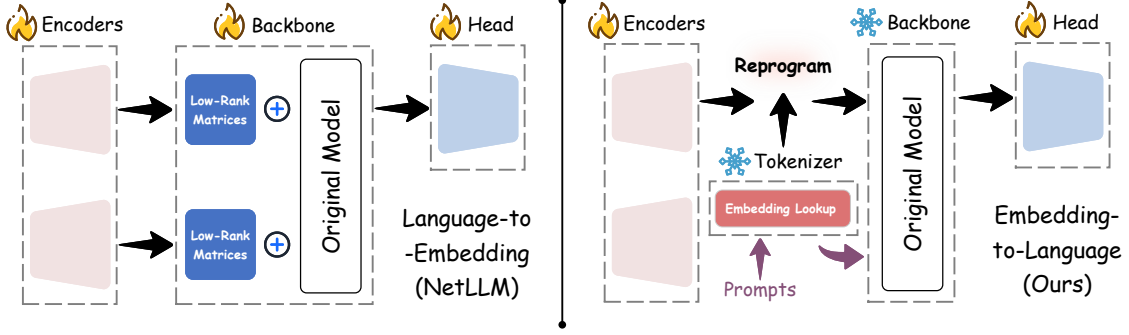 Encoders
Backbone
Head
Low-Rank
Matrices
Low-Rank
Matrices
Original Model
Language-to
-Embedding
(NetLLM)
Encoders
Backbone
Head
Reprogram
Tokenizer
Embedding Lookup
Prompts
Original Model
Embedding-
to-Language
(Ours)